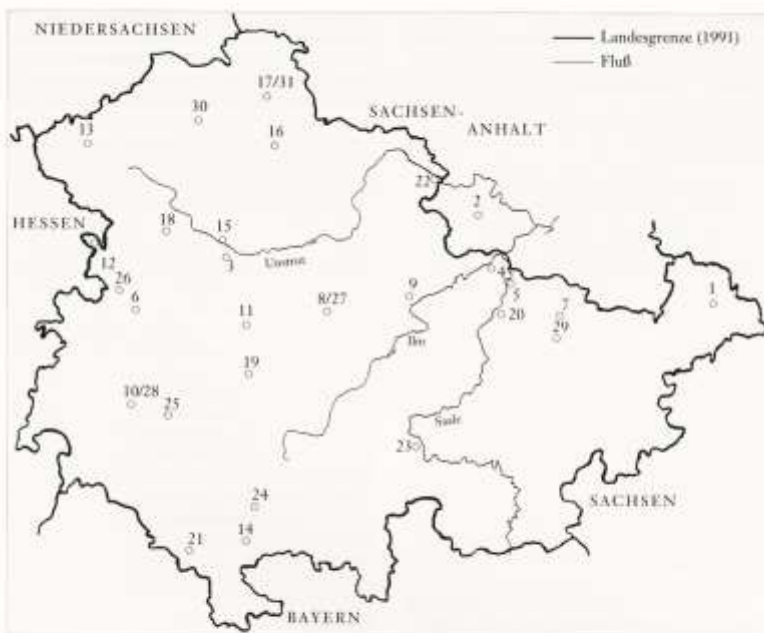 NIEDERSACHSEN
Landesgrenze (1991)
Fluß
17/31
30
SACHSEN-
ANHALT
13
16
22
2
HESSEN
18
15
3
Unstrut
12
26
6
4
5
9
8/27
7
1
11
20
29
Ilm
19
10/28
25
Saale
23
SACHSEN
24
14
21
BAYERN